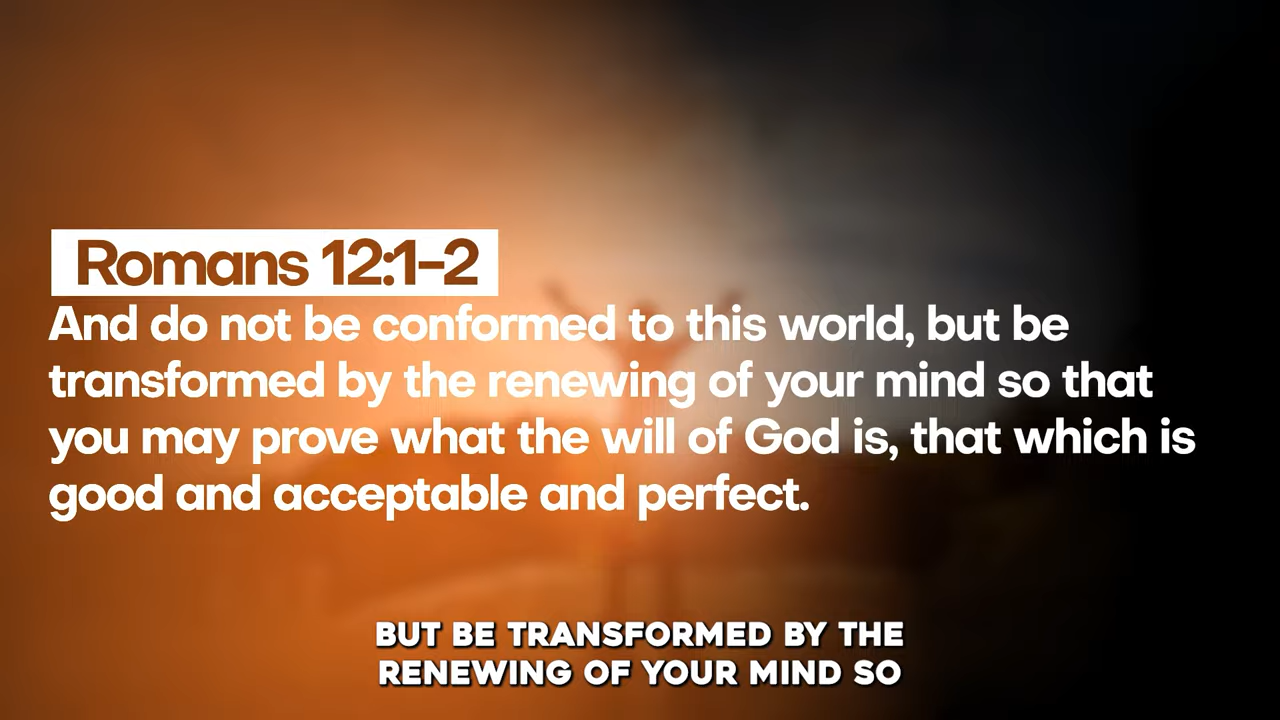 Romans 12:1-2
And do not be conformed to this world, but be
transformed by the renewing of your mind so that
you may prove what the will of God is, that which is
good and acceptable and perfect.
BUT BE TRANSFORMED BY THE
RENEWING OF YOUR MIND SO